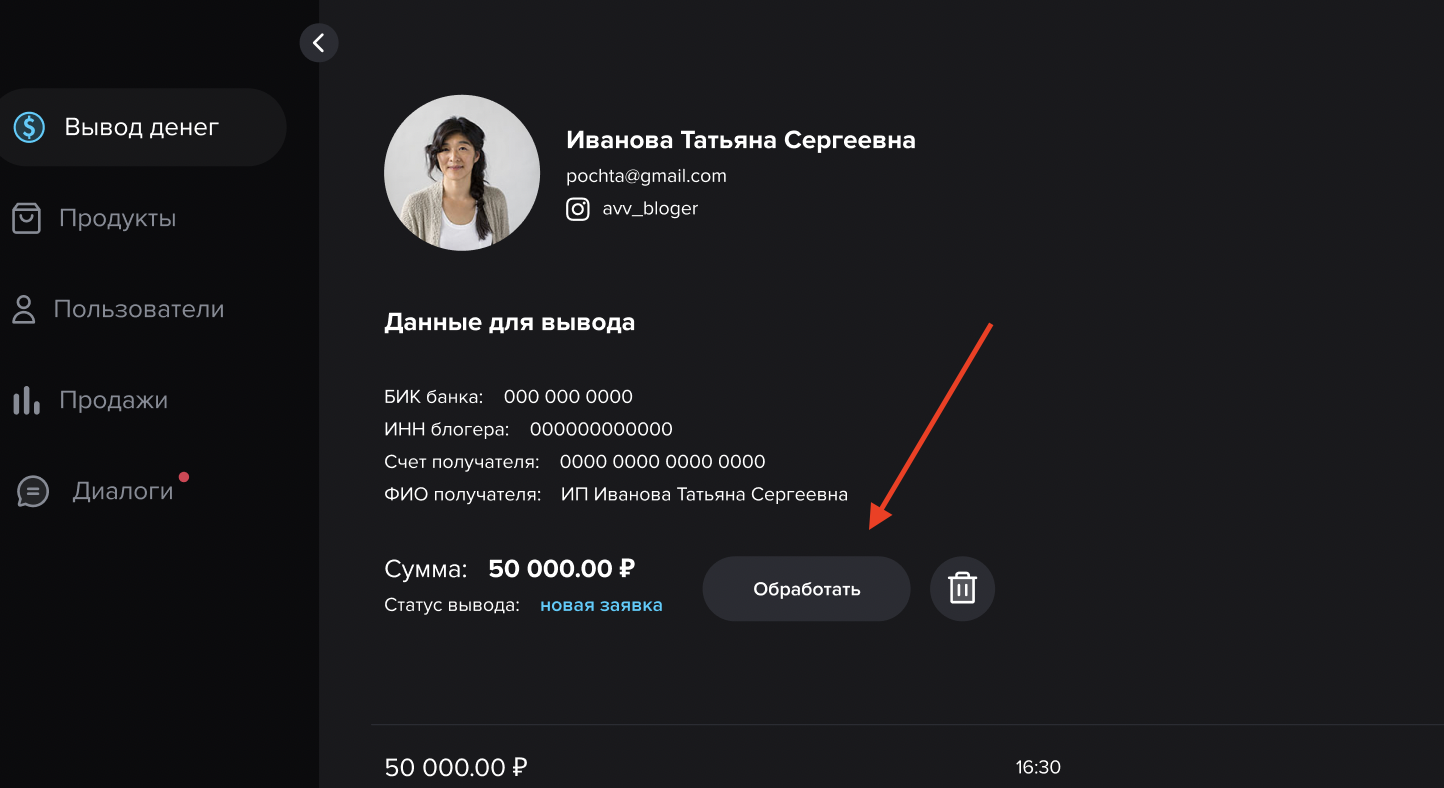 Вывод денег
Продукты
Пользователи
Продажи
Диалоги
Иванова Татьяна Сергеевна
pochta@gmail.com
avv_bloger
Данные для вывода
БИК банка: 000 000 0000
ИНН блогера: 000000000000
Счет получателя: 0000 0000 0000 0000
ФИО получателя: ИП Иванова Татьяна Сергеевна
Сумма: 50 000.00 ₽
Статус вывода: новая заявка
Обработать
50 000.00 ₽ 16:30